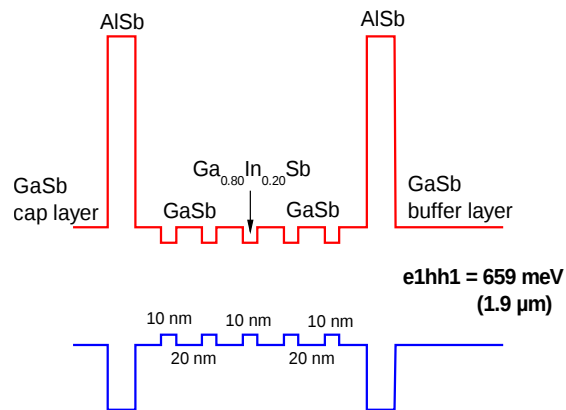 AlSb
AlSb
Ga0.80In0.20Sb
GaSb
cap layer
GaSb
GaSb
GaSb
buffer layer
e1hh1 = 659 meV
(1.9 µm)
10 nm
10 nm
10 nm
20 nm
20 nm